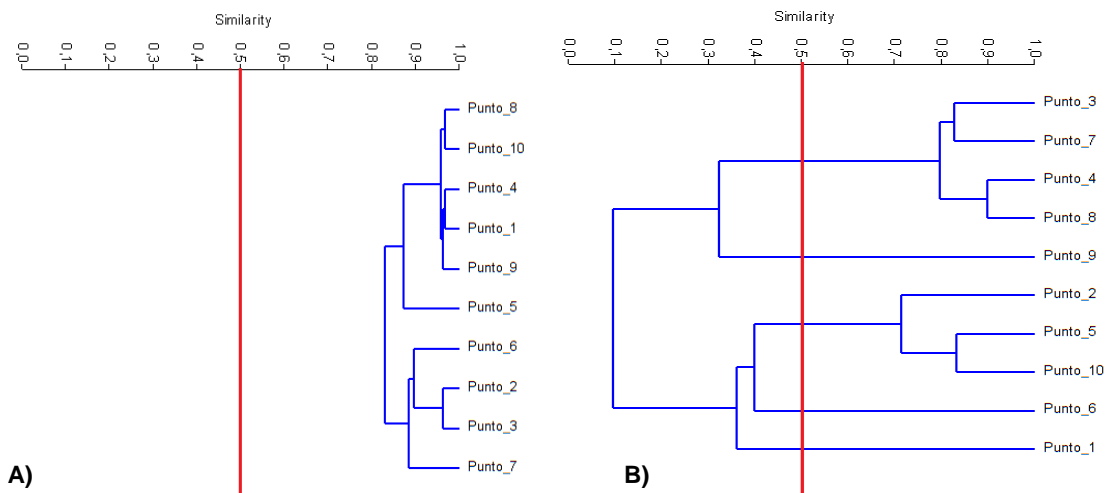 Similarity
0,0
0,1
0,2
0,3
0,4
0,5
0,6
0,7
0,8
0,9
1,0
Punto_8
Punto_10
Punto_4
Punto_1
Punto_9
Punto_5
Punto_6
Punto_2
Punto_3
Punto_7
A)
Similarity
0,0
0,1
0,2
0,3
0,4
0,5
0,6
0,7
0,8
0,9
1,0
Punto_3
Punto_7
Punto_4
Punto_8
Punto_9
Punto_2
Punto_5
Punto_10
Punto_6
Punto_1
B)